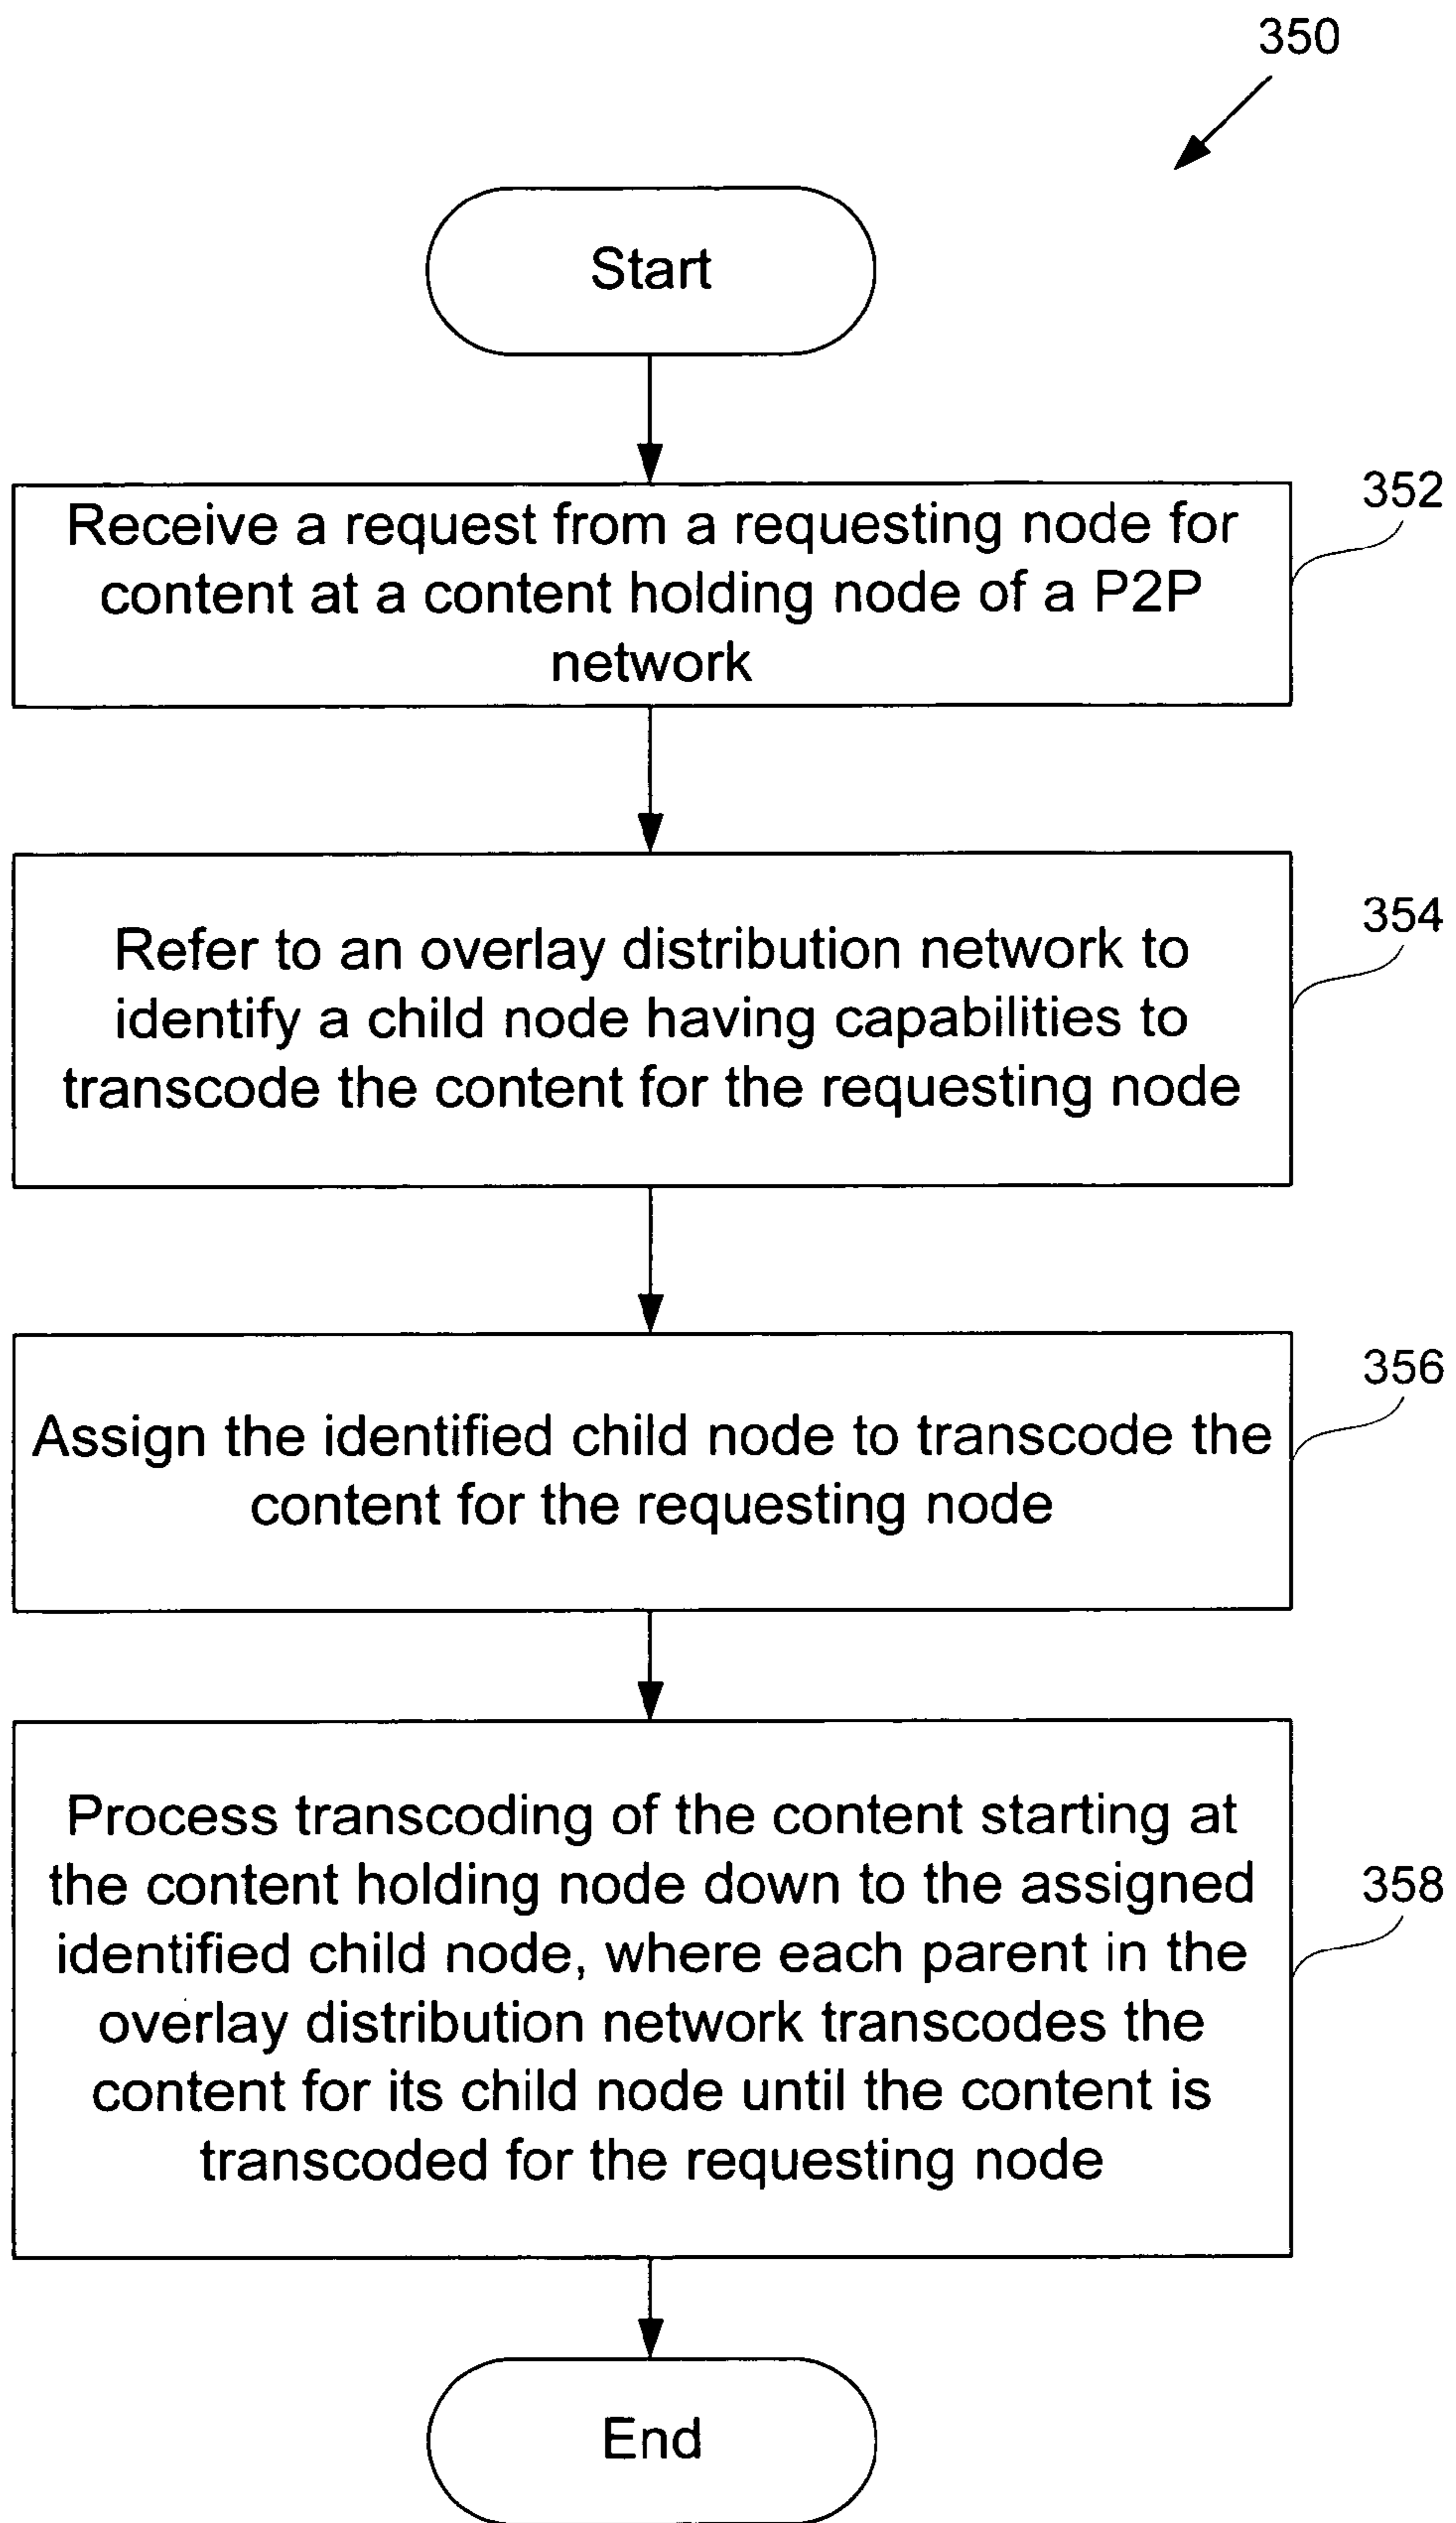 350
Start
Receive a request from a requesting node for
content at a content holding node of a P2P
network
352
Refer to an overlay distribution network to
identify a child node having capabilities to
transcode the content for the requesting node
354
Assign the identified child node to transcode the
content for the requesting node
356
Process transcoding of the content starting at
the content holding node down to the assigned
identified child node, where each parent in the
overlay distribution network transcodes the
content for its child node until the content is
transcoded for the requesting node
358
End